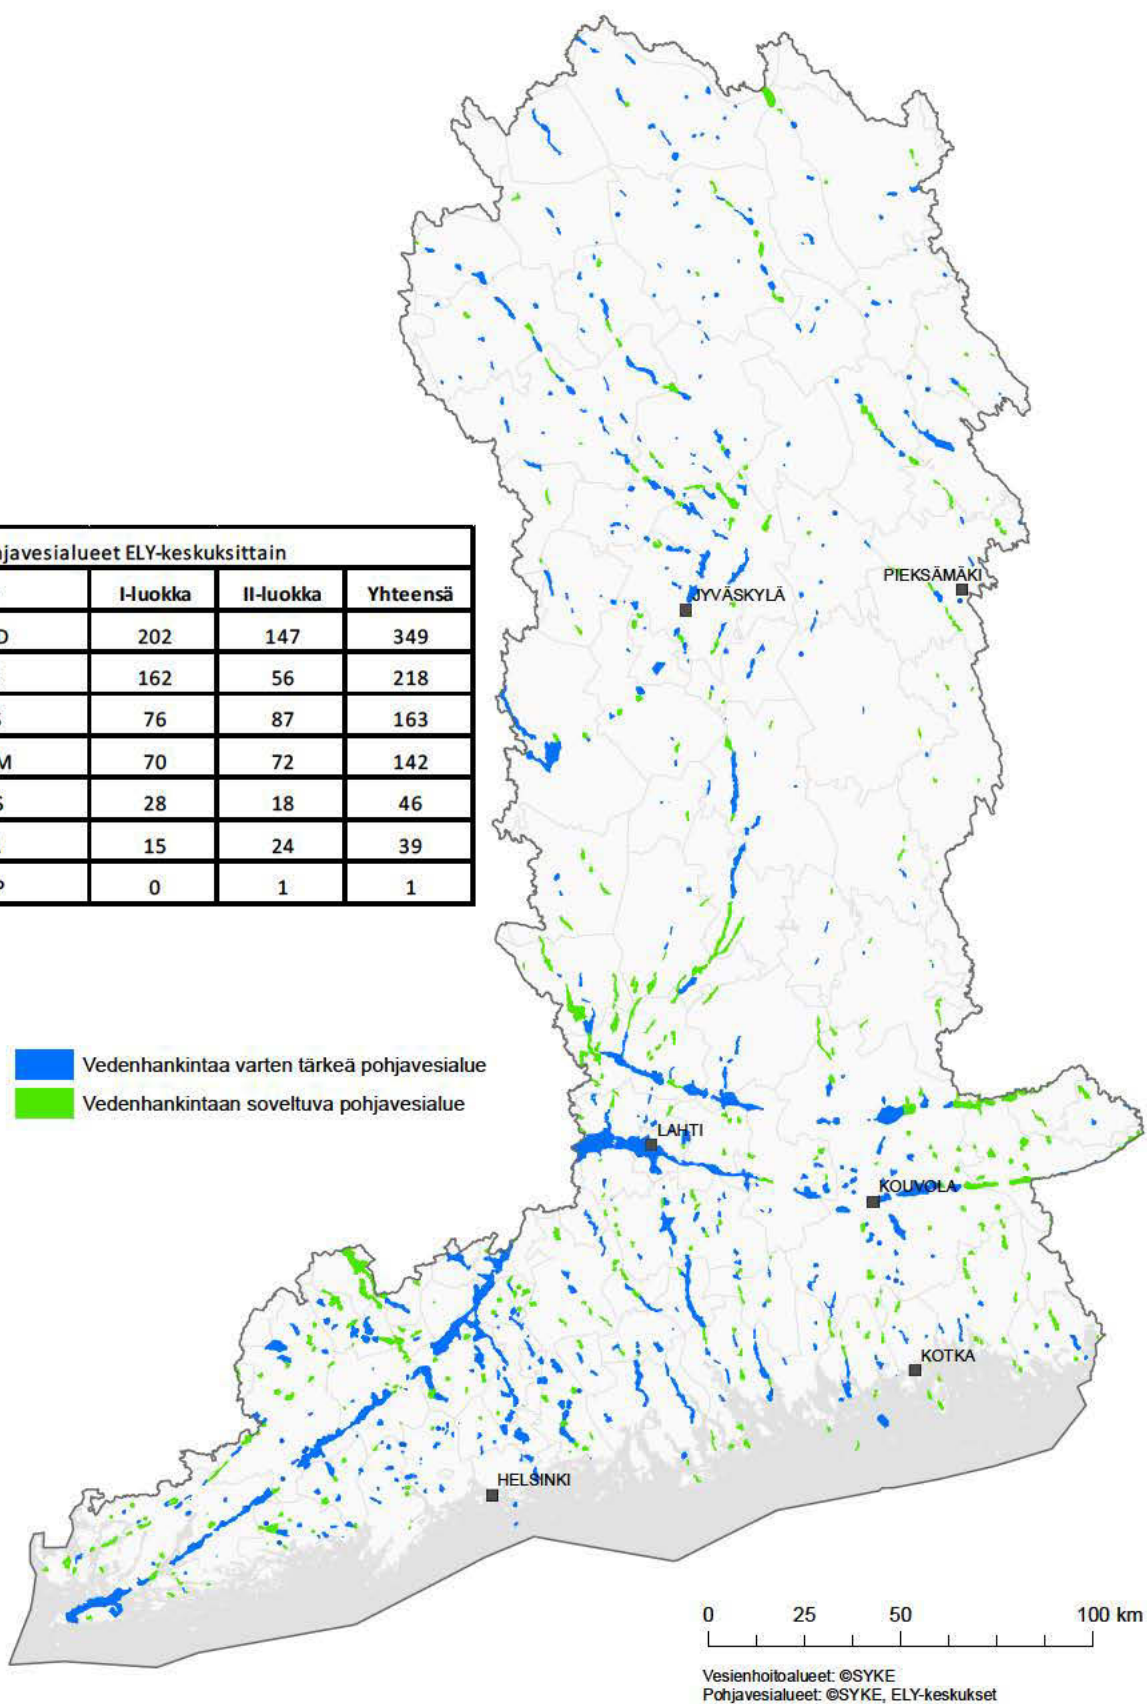 javesialueet ELY-keskuksittain
I-luokka II-luokka Yhteensä
202 147 349
162 56 218
S 76 87 163
M 70 72 142
S 28 18 46
15 24 39
P 0 1 1
PIEKSÄMÄKI
JYVÄSKYLÄ
Vedenhankintaa varten tärkeä pohjavesialue
Vedenhankintaan soveltuva pohjavesialue
LAHTI
KOUVOLA
KOTKA
HELSINKI
0 25 50 100 km
Vesienhoitoalueet: ©SYKE
Pohjavesialueet: ©SYKE, ELY-keskukset